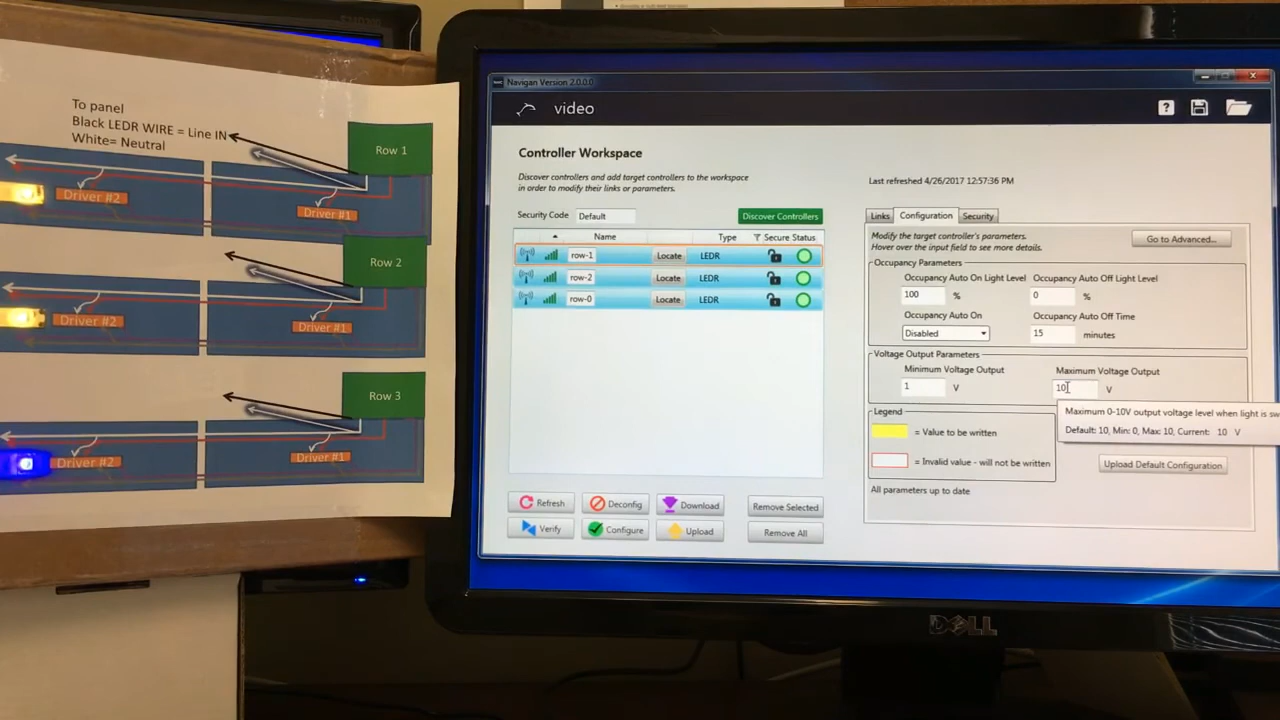 To panel
Black LEDR WIRE = Line IN
White= Neutral
Row 1
Driver #2
Driver #1
Row 2
Driver #2
Driver #1
Row 3
Driver #2
Driver #1
Navigan Version 2.0.0.0
video
?
Controller Workspace
Discover controllers and add target controllers to the workspace
in order to modify their links or parameters.
Last refreshed 4/26/2017 12:57:36 PM
Security Code Default Discover Controllers
Links Configuration Security
Name Type Secure Status
row-1 Locate LEDR
row-2 Locate LEDR
row-0 Locate LEDR
Modify the target controller's parameters.
Hover over the input field to see more details.
Go to Advanced...
Occupancy Parameters
Occupancy Auto On Light Level Occupancy Auto Off Light Level
100 % 0 %
Occupancy Auto On Occupancy Auto Off Time
Disabled 15 minutes
Voltage Output Parameters
Minimum Voltage Output Maximum Voltage Output
1 V 10 V
Maximum 0-10V output voltage level when light is sw
Default: 10, Min: 0, Max: 10, Current: 10 V
Legend
= Value to be written
= Invalid value - will not be written
Upload Default Configuration
All parameters up to date
Refresh Deconfig Download Remove Selected
Verify Configure Upload Remove All
DELL